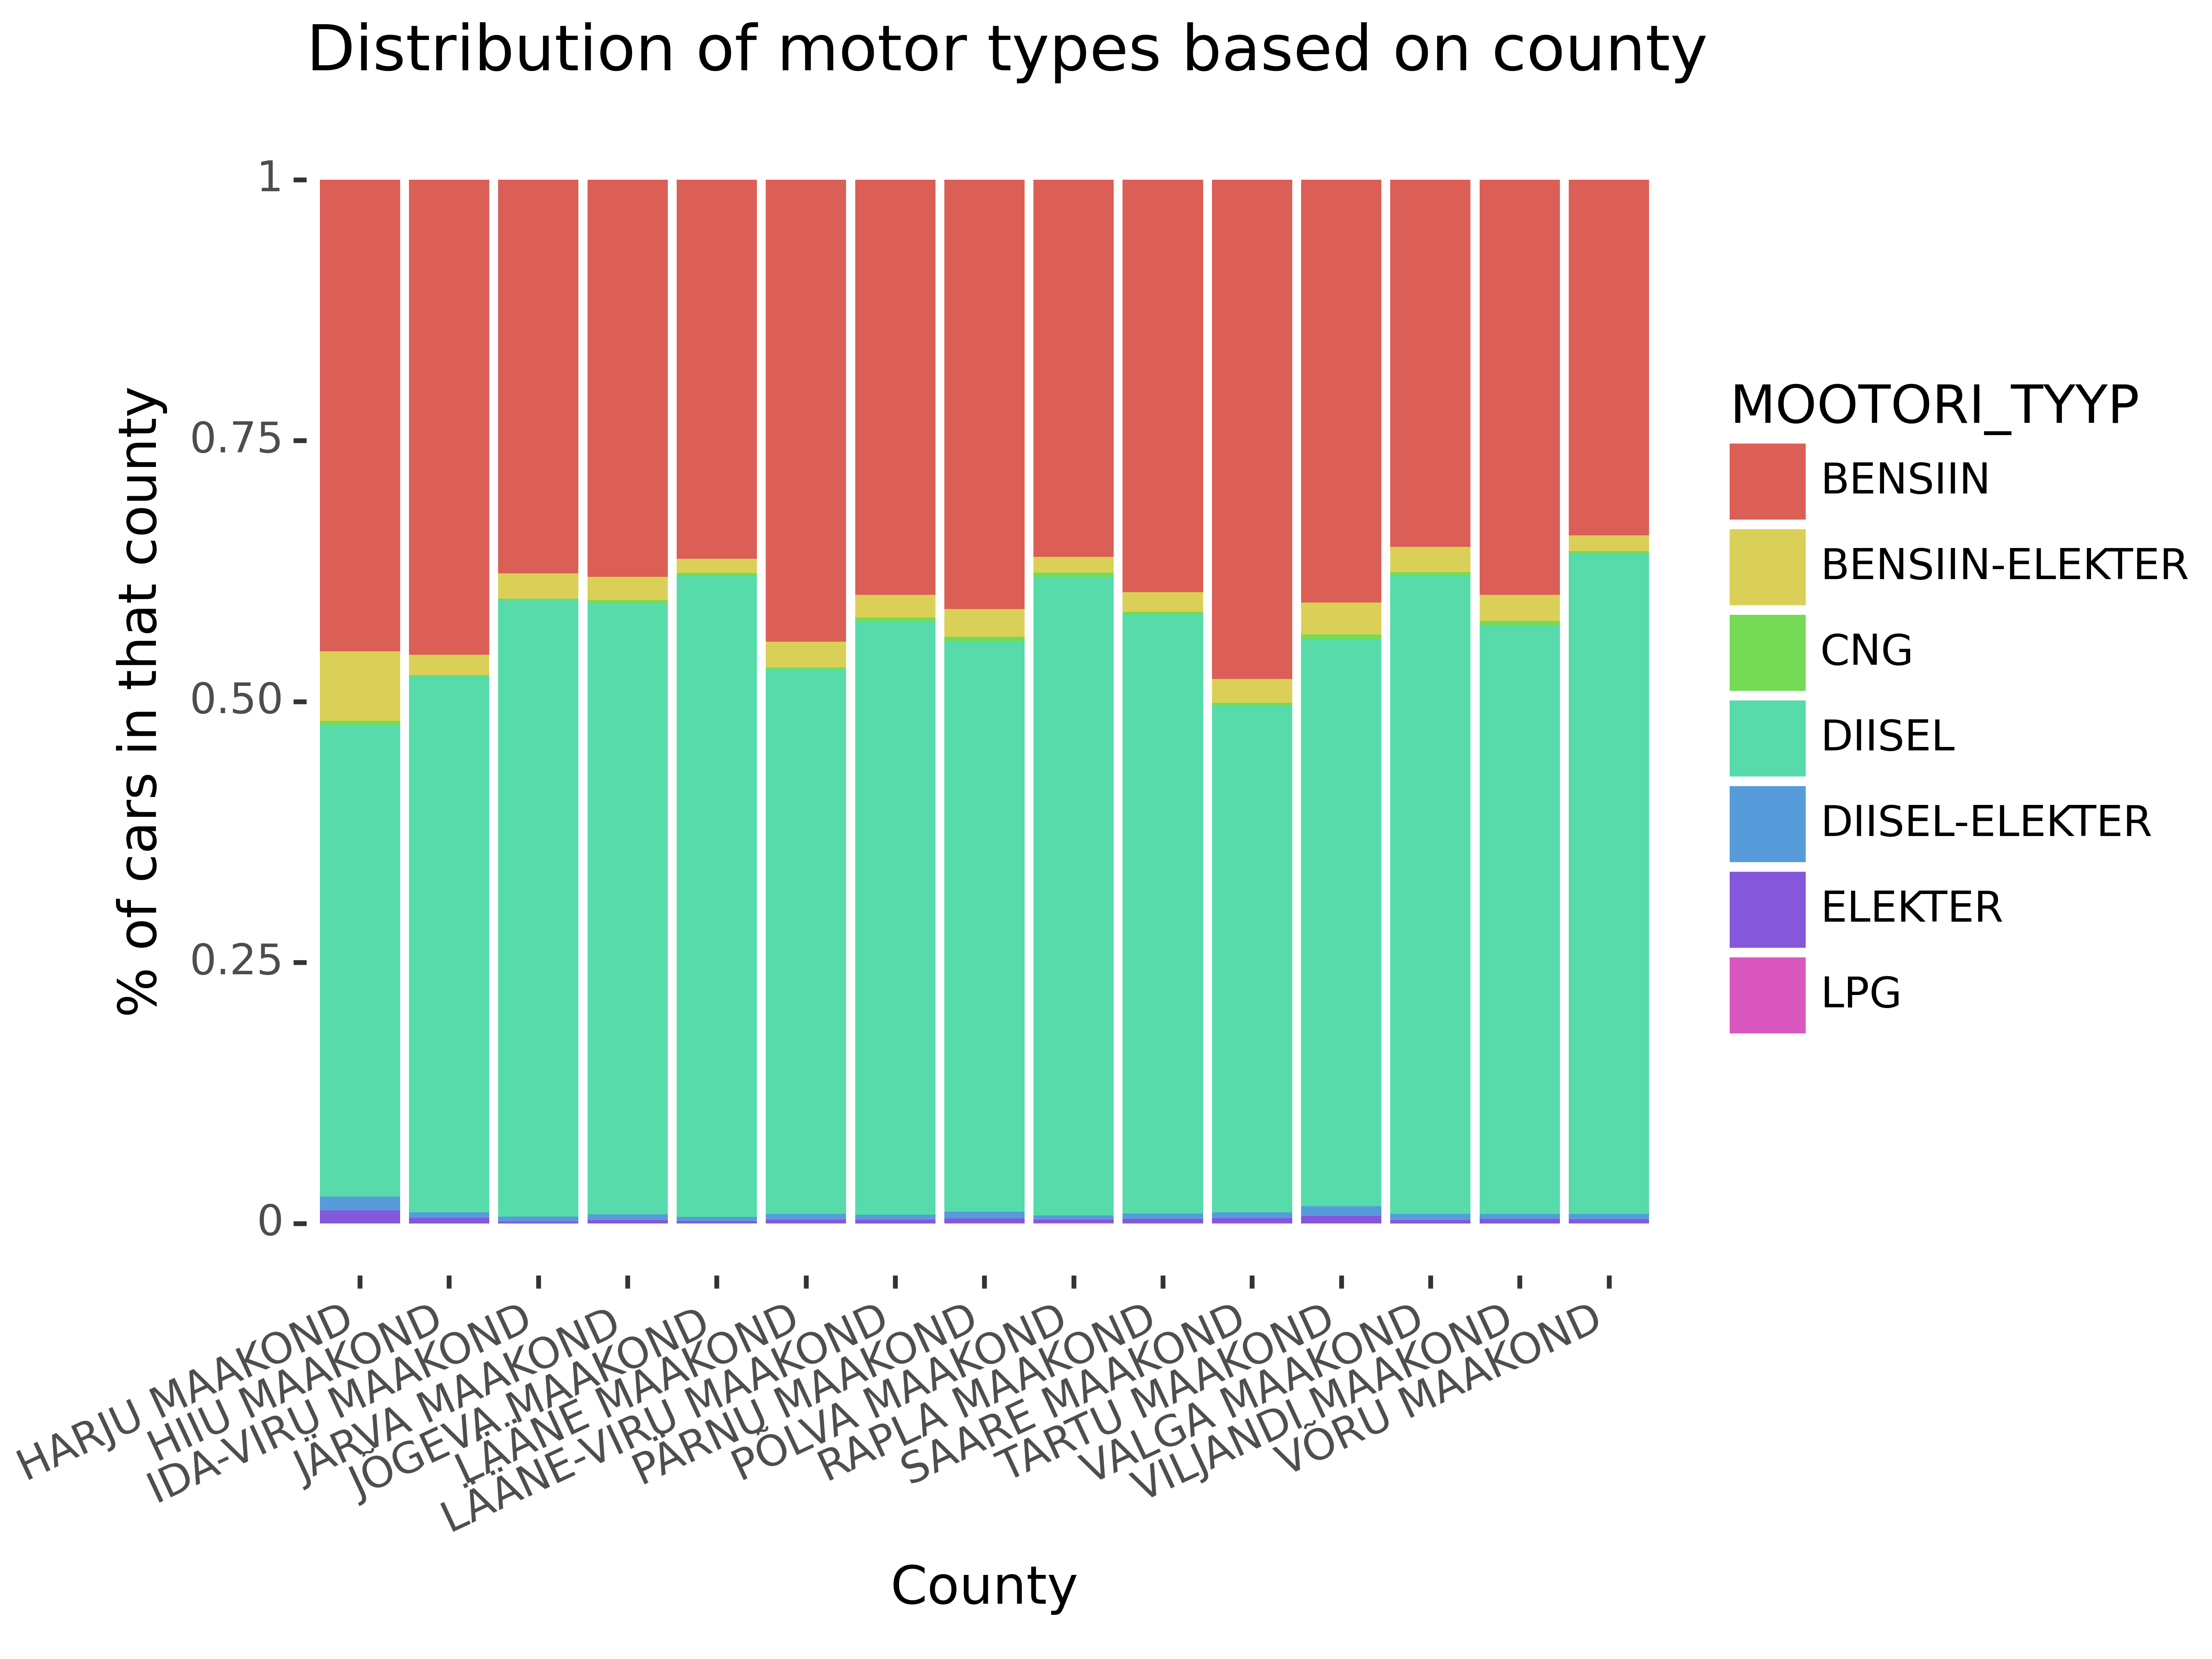 Distribution of motor types based on county
% of cars in that county
1
0.75
0.50
0.25
0
HARJU MAAKOND
HIIU MAAKOND
IDA-VIRU MAAKOND
JÄRVA MAAKOND
JÕGEVA MAAKOND
LÄÄNE MAAKOND
LÄÄNE-VIRU MAAKOND
PÄRNU MAAKOND
PÕLVA MAAKOND
RAPLA MAAKOND
SAARE MAAKOND
TARTU MAAKOND
VALGA MAAKOND
VILJANDI MAAKOND
VÕRU MAAKOND
County
MOOTORI_TYYP
BENSIIN
BENSIIN-ELEKTER
CNG
DIISEL
DIISEL-ELEKTER
ELEKTER
LPG